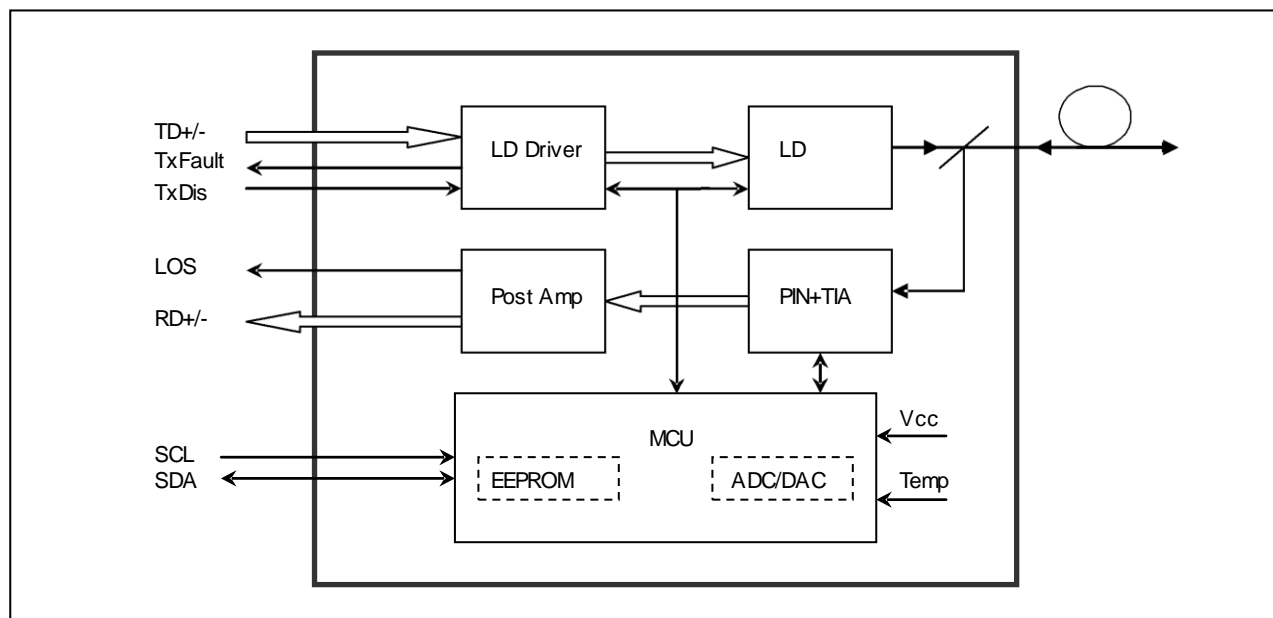 TD+/-
TxFault
TxDis
LD Driver
LD
LOS
RD+/-
Post Amp
PIN+TIA
SCL
SDA
MCU
EEPROM
ADC/DAC
Vcc
Temp